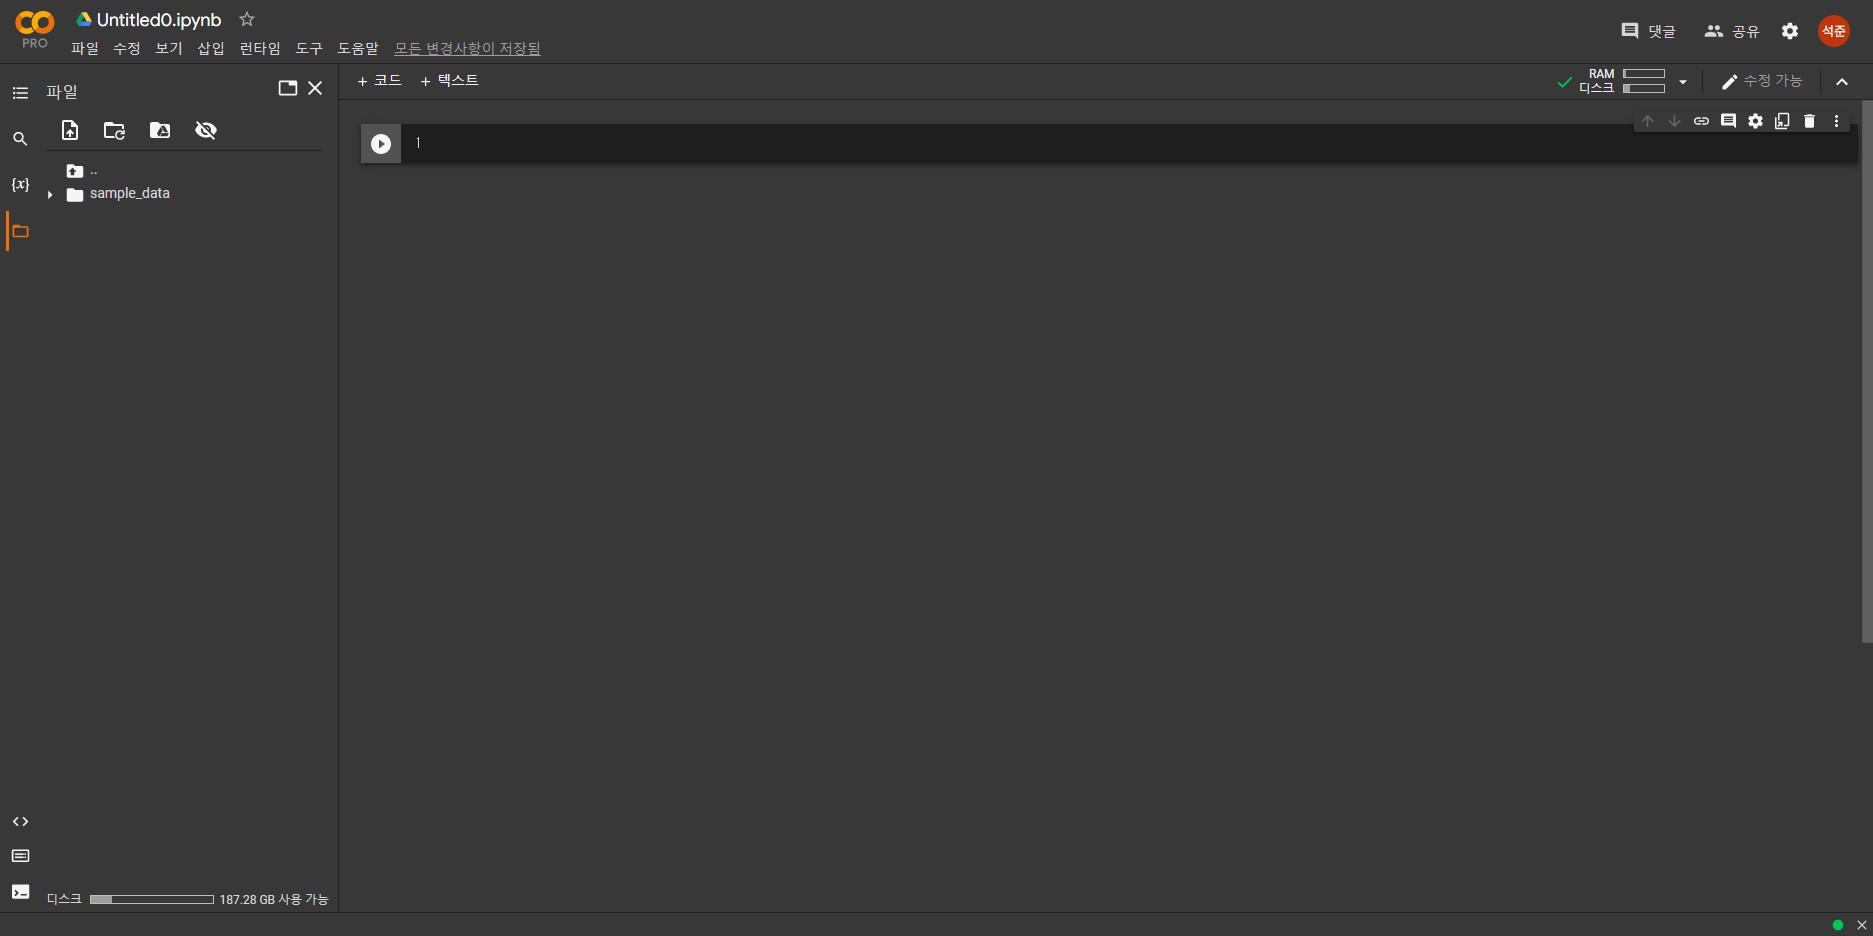 PRO
Untitled0.ipynb
파일 수정 보기 삽입 런타임 도구 도움말 모든 변경사항이 저장됨
댓글 공유 석준
파일
+ 코드 + 텍스트
RAM
디스크
수정 가능
{x}
..
sample_data
1
디스크 187.28 GB 사용 가능